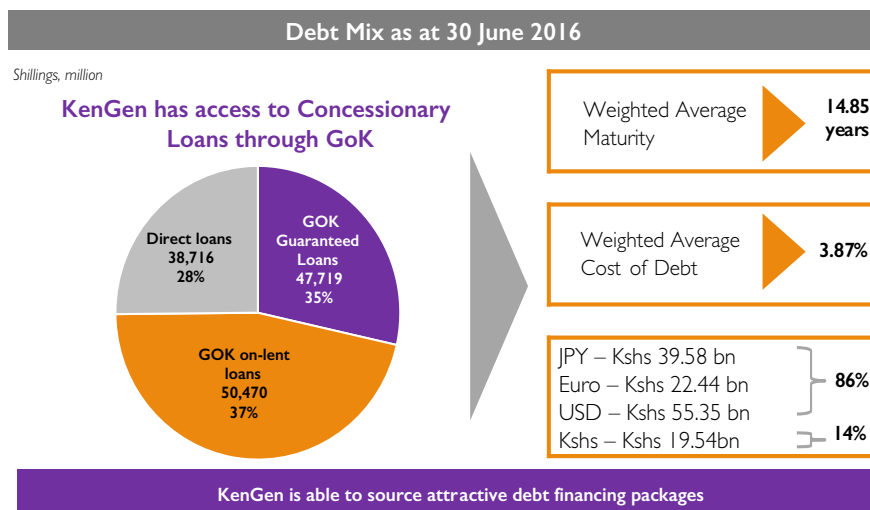 Debt Mix as at 30 June 2016
Shillings, million
KenGen has access to Concessionary
Loans through GoK
GOK
Guaranteed
Loans
47,719
35%
Direct loans
38,716
28%
GOK on-lent
loans
50,470
37%
Weighted Average
Maturity
14.85
years
Weighted Average
Cost of Debt
3.87%
JPY – Kshs 39.58 bn
Euro – Kshs 22.44 bn
USD – Kshs 55.35 bn
86%
Kshs – Kshs 19.54bn
14%
KenGen is able to source attractive debt financing packages